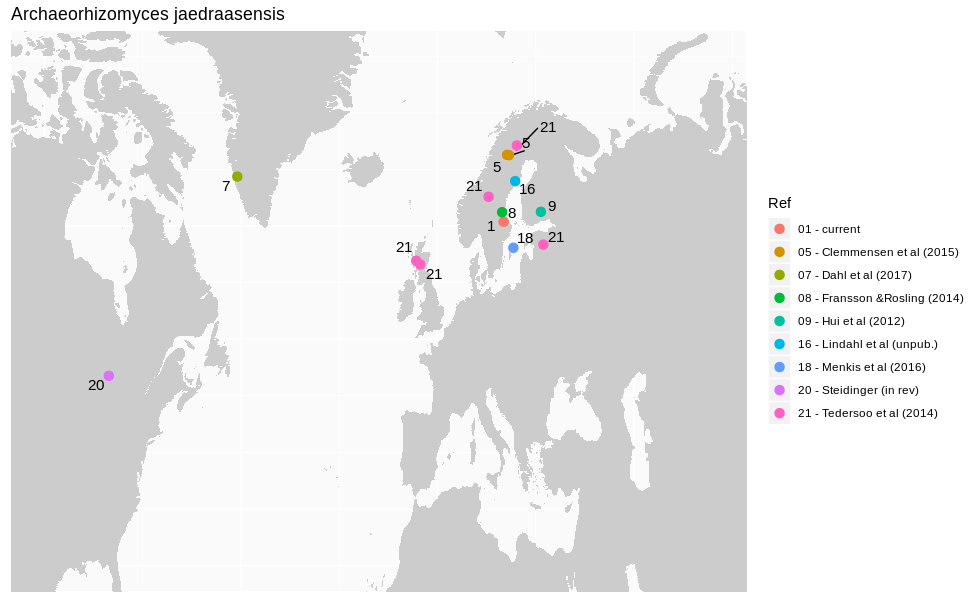 Archaeorhizomyces jaedraasensis
21
5
5
7
21
16
9
8
1
18
21
21
21
20
Ref
01 - current
05 - Clemmensen et al (2015)
07 - Dahl et al (2017)
08 - Fransson &Rosling (2014)
09 - Hui et al (2012)
16 - Lindahl et al (unpub.)
18 - Menkis et al (2016)
20 - Steidinger (in rev)
21 - Tedersoo et al (2014)